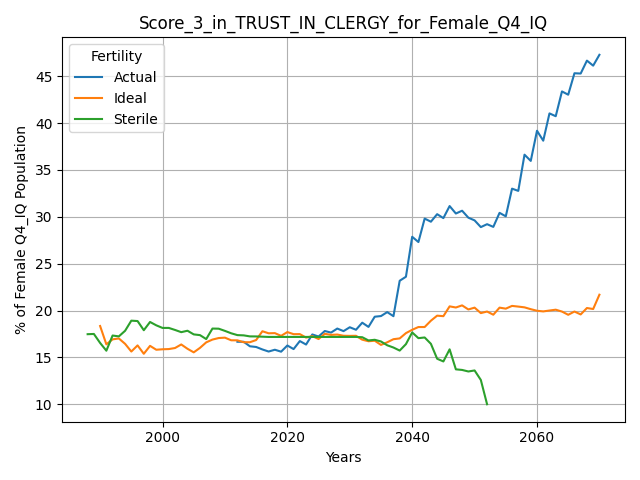 Score_3_in_TRUST_IN_CLERGY_for_Female_Q4_IQ
Fertility
Actual
Ideal
Sterile
% of Female Q4_IQ Population
45
40
35
30
25
20
15
10
2000 2020 2040 2060
Years